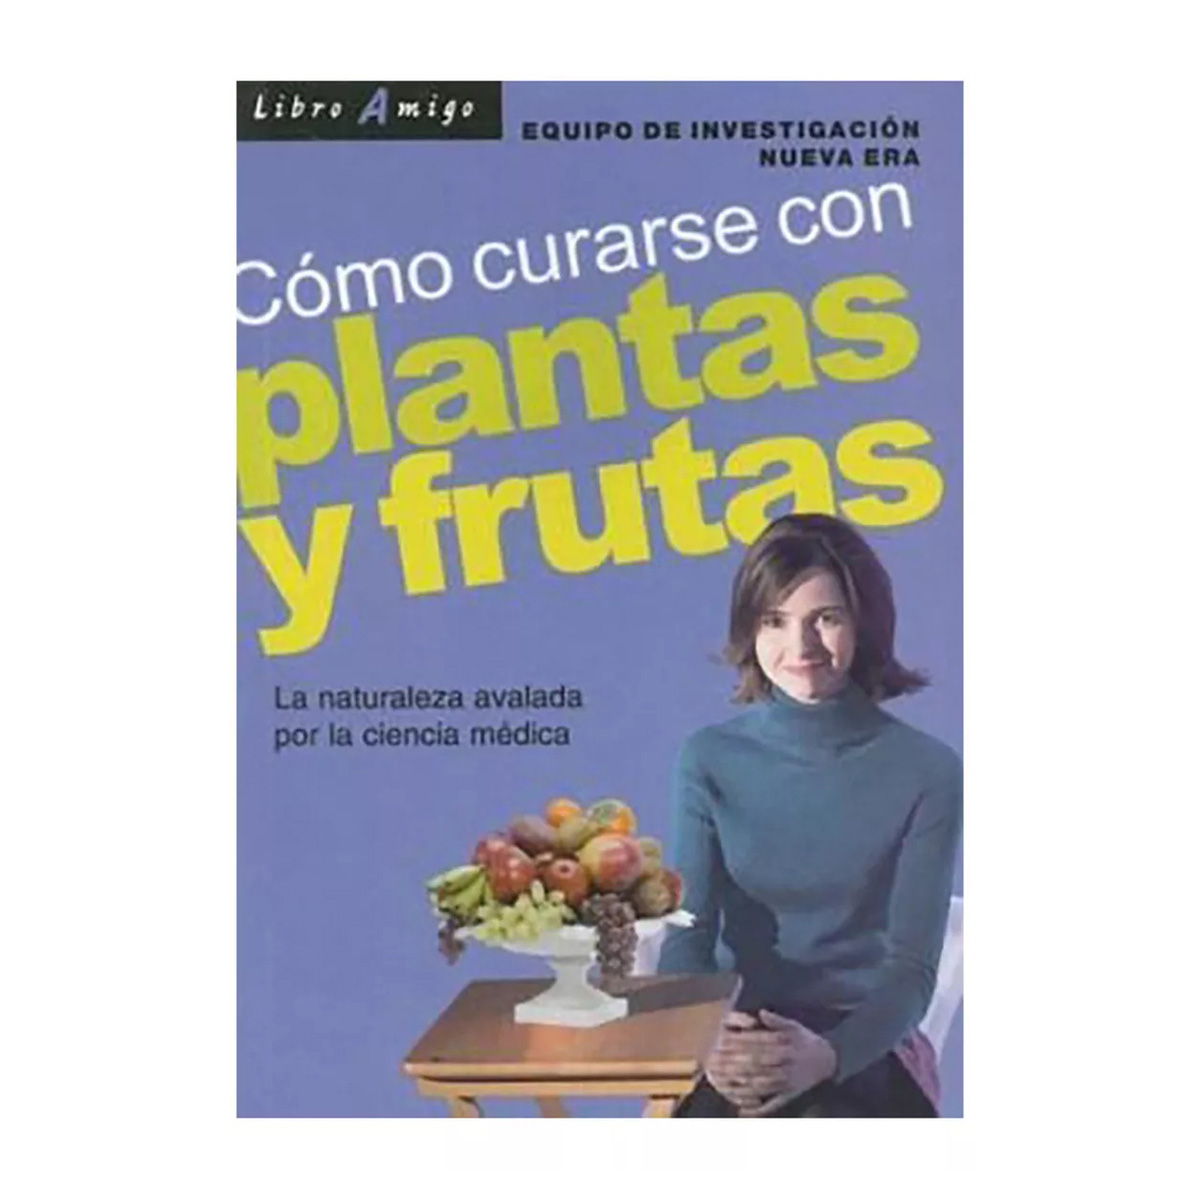 Libro Amigo
EQUIPO DE INVESTIGACIÓN
NUEVA ERA
Cómo curarse con
plantas
y frutas
La naturaleza avalada
por la ciencia médica